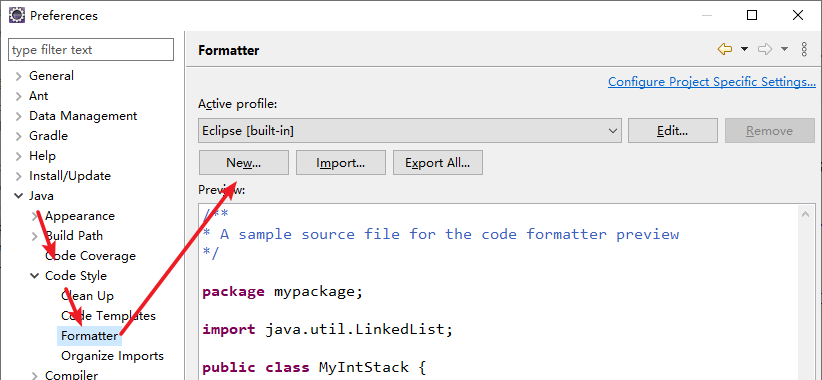 Preferences
type filter text
General
Ant
Data Management
Gradle
Help
Install/Update
Java
Appearance
Build Path
Code Coverage
Code Style
Clean Up
Code Templates
Formatter
Organize Imports
Compiler
Formatter
Configure Project Specific Settings...
Active profile:
Eclipse [built-in]
Edit...
Remove
New...
Import...
Export All...
Preview:
/**
* A sample source file for the code formatter preview
*/
package mypackage;
import java.util.LinkedList;
public class MyIntStack {